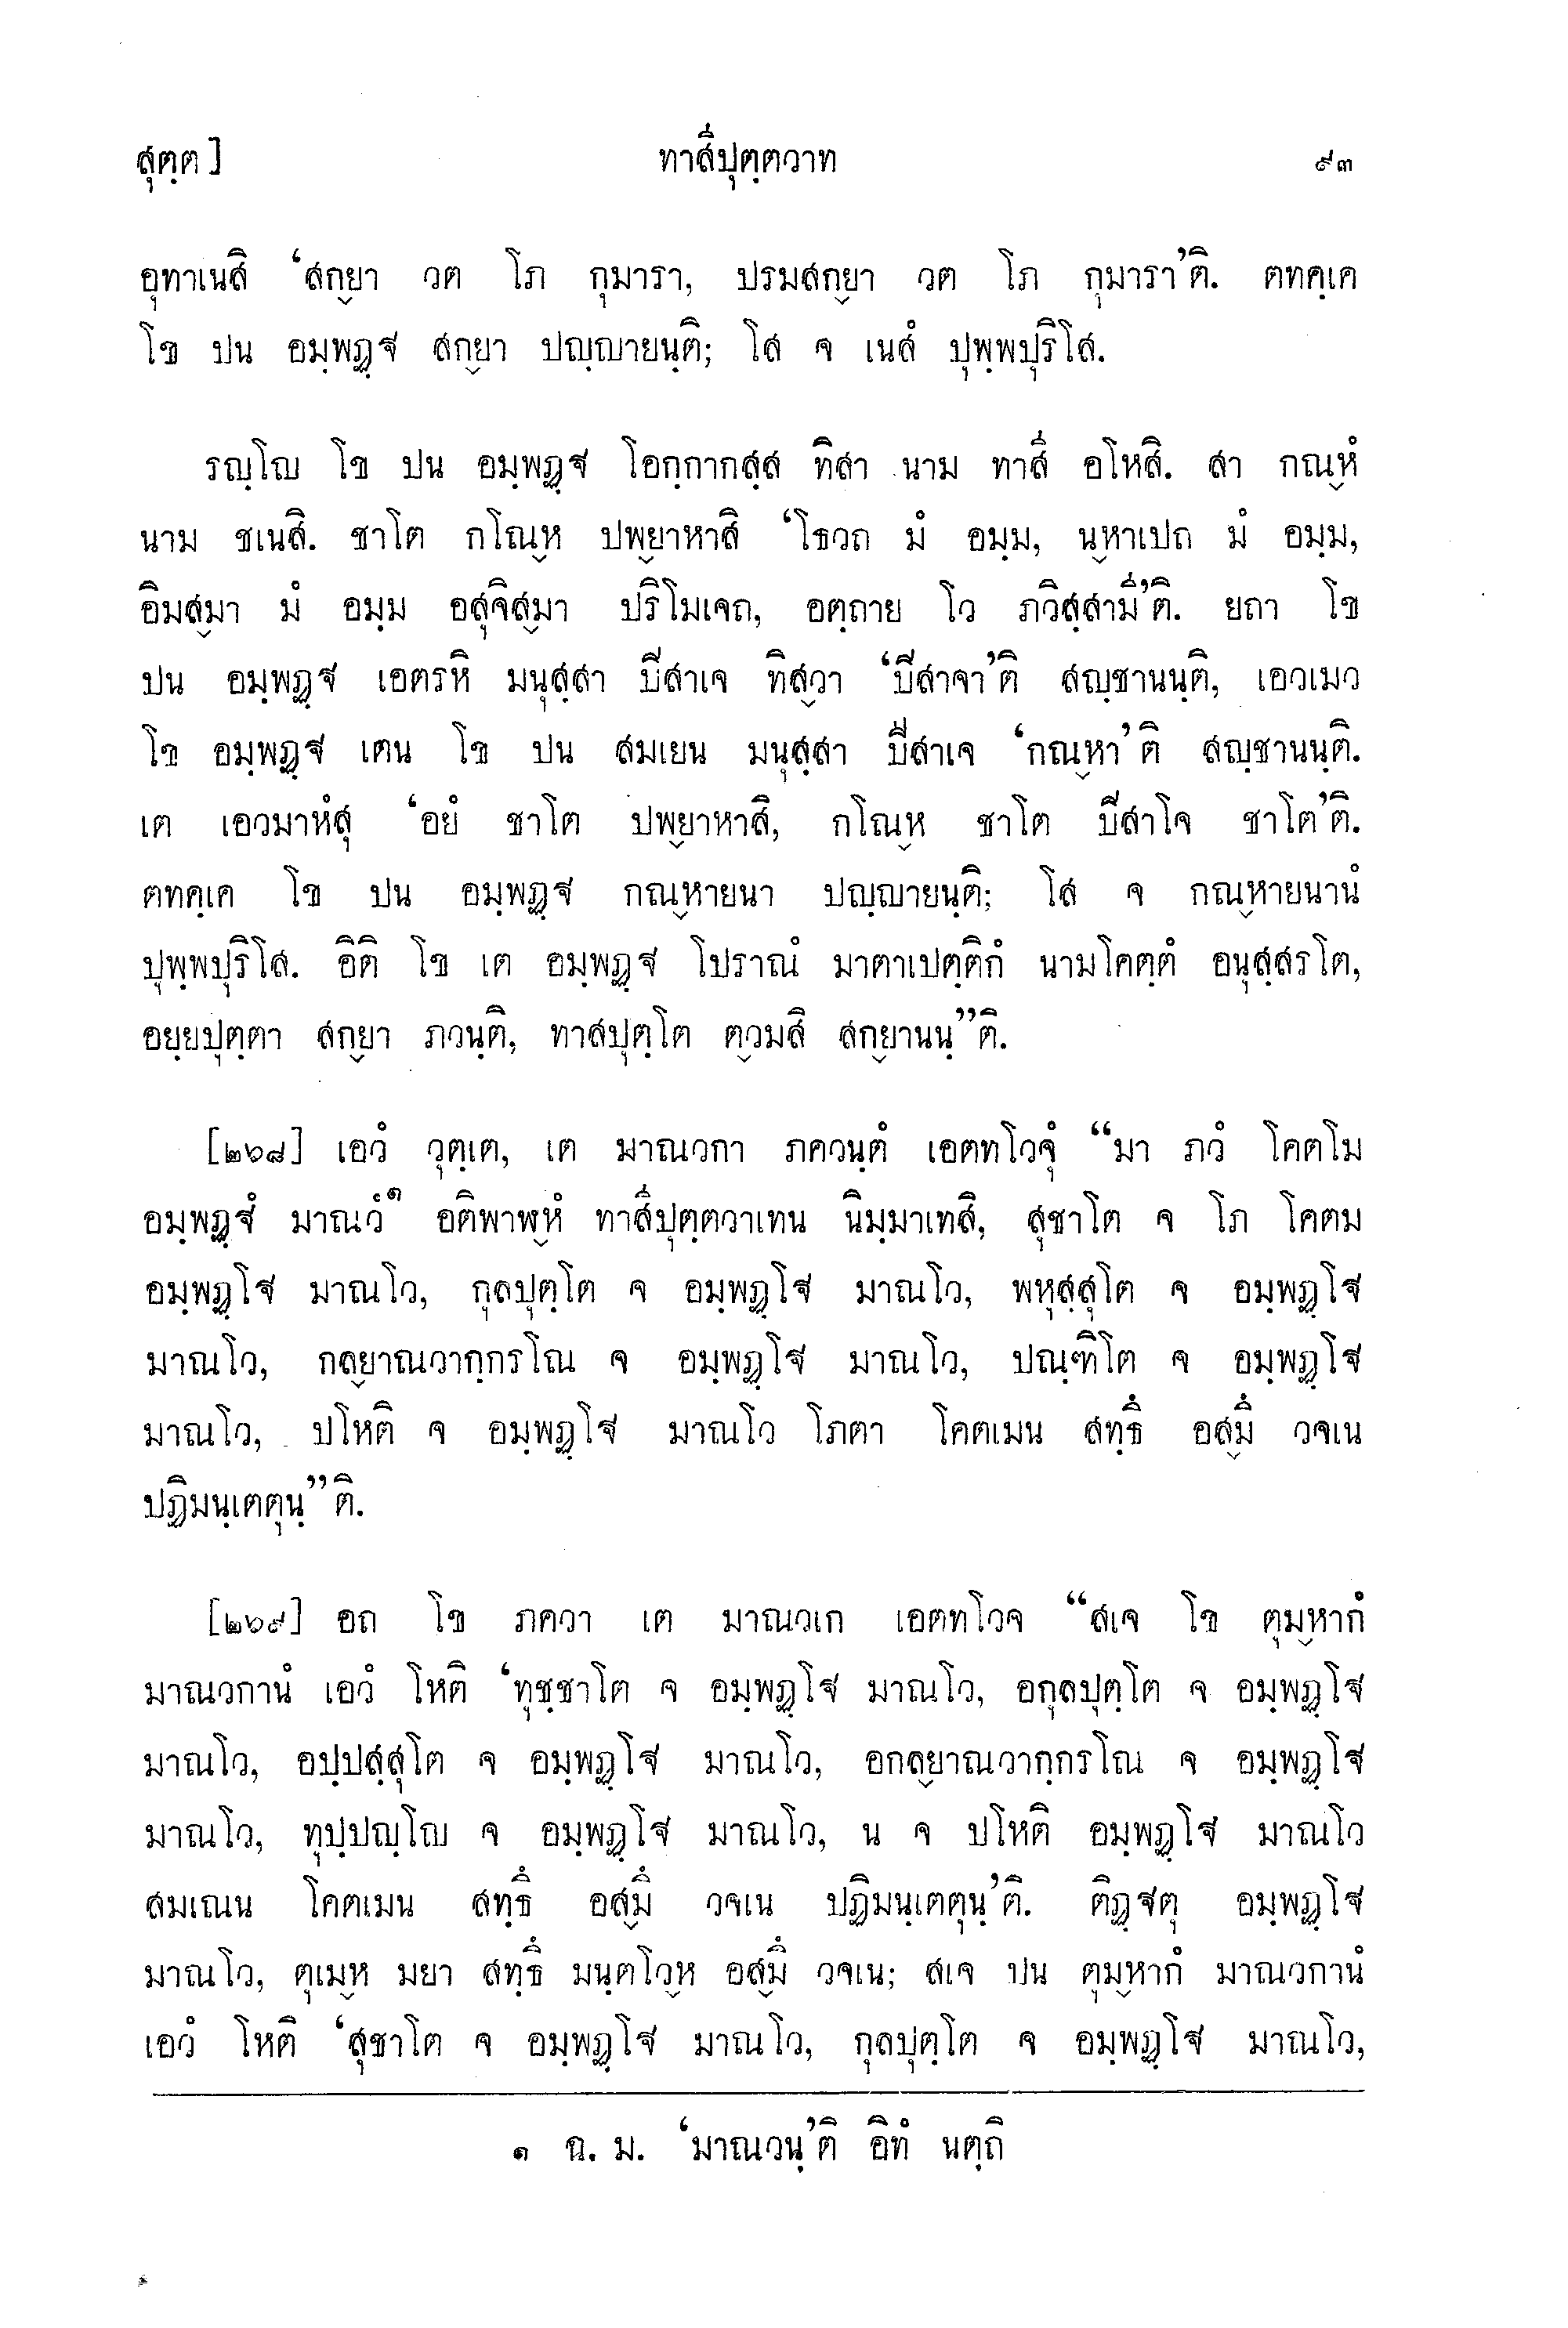 สุตฺต]
ทาสีปุตฺตวาท
๙๓
อุทาเนสิ ‘สก๎ยา วต โภ กุมารา, ปรมสก๎ยา วต โภ กุมารา’ติ. ตทคฺเค
โข ปน อมฺพฏฺฐ สก๎ยา ปญฺญายนฺติ; โส จ เนสํ ปุพฺพปุริโส.
รญฺโญ โข ปน อมฺพฏฺฐ โอกฺกากสฺส ทิสา นาม ทาสี อโหสิ. สา กณ๎หํ
นาม ชเนสิ. ชาโต กโณ๎ห ปพ๎ยาหาสิ ‘โธวถ มํ อมฺม, น๎หาเปถ มํ อมฺม,
อิมส๎มา มํ อมฺม อสุจิส๎มา ปริโมเจถ, อตฺถาย โว ภวิสฺสามี’ติ. ยถา โข
ปน อมฺพฏฺฐ เอตรหิ มนุสฺสา ปิสาเจ ทิส๎วา ‘ปิสาจา’ติ สญฺชานนฺติ, เอวเมว
โข อมฺพฏฺฐ เตน โข ปน สมเยน มนุสฺสา ปิสาเจ ‘กณ๎หา’ติ สญฺชานนฺติ.
เต เอวมาหํสุ ‘อยํ ชาโต ปพ๎ยาหาสิ, กโณ๎ห ชาโต ปิสาโจ ชาโต’ติ.
ตทคฺเค โข ปน อมฺพฏฺฐ กณ๎หายนา ปญฺญายนฺติ; โส จ กณ๎หายนานํ
ปุพฺพปุริโส. อิติ โข เต อมฺพฏฺฐ โปราณํ มาตาเปตฺติกํ นามโคตฺตํ อนุสฺสรโต,
อยฺยปุตฺตา สก๎ยา ภวนฺติ, ทาสปุตฺโต ต๎วมสิ สก๎ยานนฺ”ติ.
[๒๖๘] เอวํ วุตฺเต, เต มาณวกา ภควนฺตํ เอตทโวจุํ “มา ภวํ โคตโม
อมฺพฏฺฐํ มาณวํ๑ อติพาฬ๎หํ ทาสีปุตฺตวาเทน นิมฺมาเทสิ, สุชาโต จ โภ โคตม
อมฺพฏฺโฐ มาณโว, กุลปุตฺโต จ อมฺพฏฺโฐ มาณโว, พหุสฺสุโต จ อมฺพฏฺโฐ
มาณโว, กล๎ยาณวากฺกรโณ จ อมฺพฏฺโฐ มาณโว, ปณฺฑิโต จ อมฺพฏฺโฐ
มาณโว, ปโหติ จ อมฺพฏฺโฐ มาณโว โภตา โคตเมน สทฺธึ อส๎มึ วจเน
ปฏิมนฺเตตุนฺ”ติ.
[๒๖๙] อถ โข ภควา เต มาณวเก เอตทโวจ “สเจ โข ตุม๎หากํ
มาณวกานํ เอวํ โหติ ‘ทุชฺชาโต จ อมฺพฏฺโฐ มาณโว, อกุลปุตฺโต จ อมฺพฏฺโฐ
มาณโว, อปฺปสฺสุโต จ อมฺพฏฺโฐ มาณโว, อกล๎ยาณวากฺกรโณ จ อมฺพฏฺโฐ
มาณโว, ทุปฺปญฺโญ จ อมฺพฏฺโฐ มาณโว, น จ ปโหติ อมฺพฏฺโฐ มาณโว
สมเณน โคตเมน สทฺธึ อส๎มึ วจเน ปฏิมนฺเตตุนฺ’ติ. ติฏฺฐตุ อมฺพฏฺโฐ
มาณโว, ตุเม๎ห มยา สทฺธึ มนฺตโว๎ห อส๎มึ วจเน; สเจ ปน ตุม๎หากํ มาณวกานํ
เอวํ โหติ ‘สุชาโต จ อมฺพฏฺโฐ มาณโว, กุลปุตฺโต จ อมฺพฏฺโฐ มาณโว,
๑ ฉ. ม. ‘มาณวนฺ’ติ อิทํ นตฺถิ